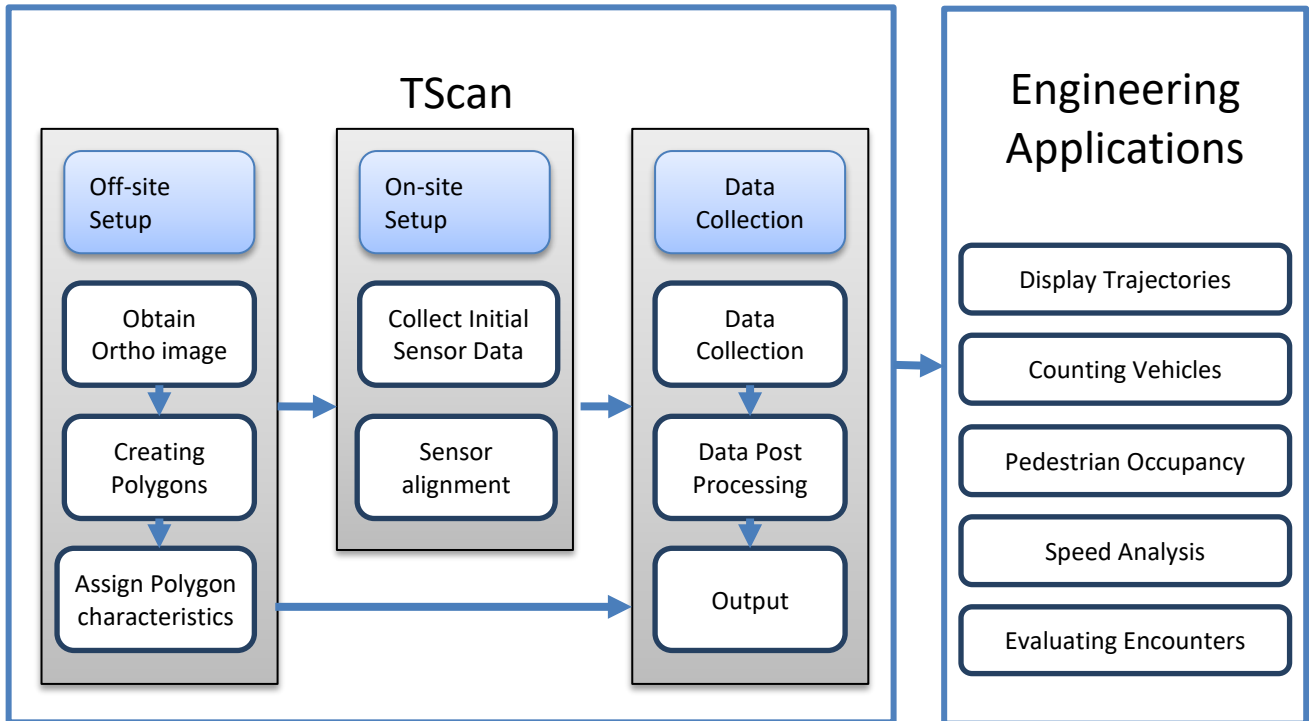 TScan
Off-site
Setup
Obtain
Ortho image
Creating
Polygons
Assign Polygon
characteristics
On-site
Setup
Collect Initial
Sensor Data
Sensor
alignment
Data
Collection
Data
Collection
Data Post
Processing
Output
Engineering
Applications
Display Trajectories
Counting Vehicles
Pedestrian Occupancy
Speed Analysis
Evaluating Encounters